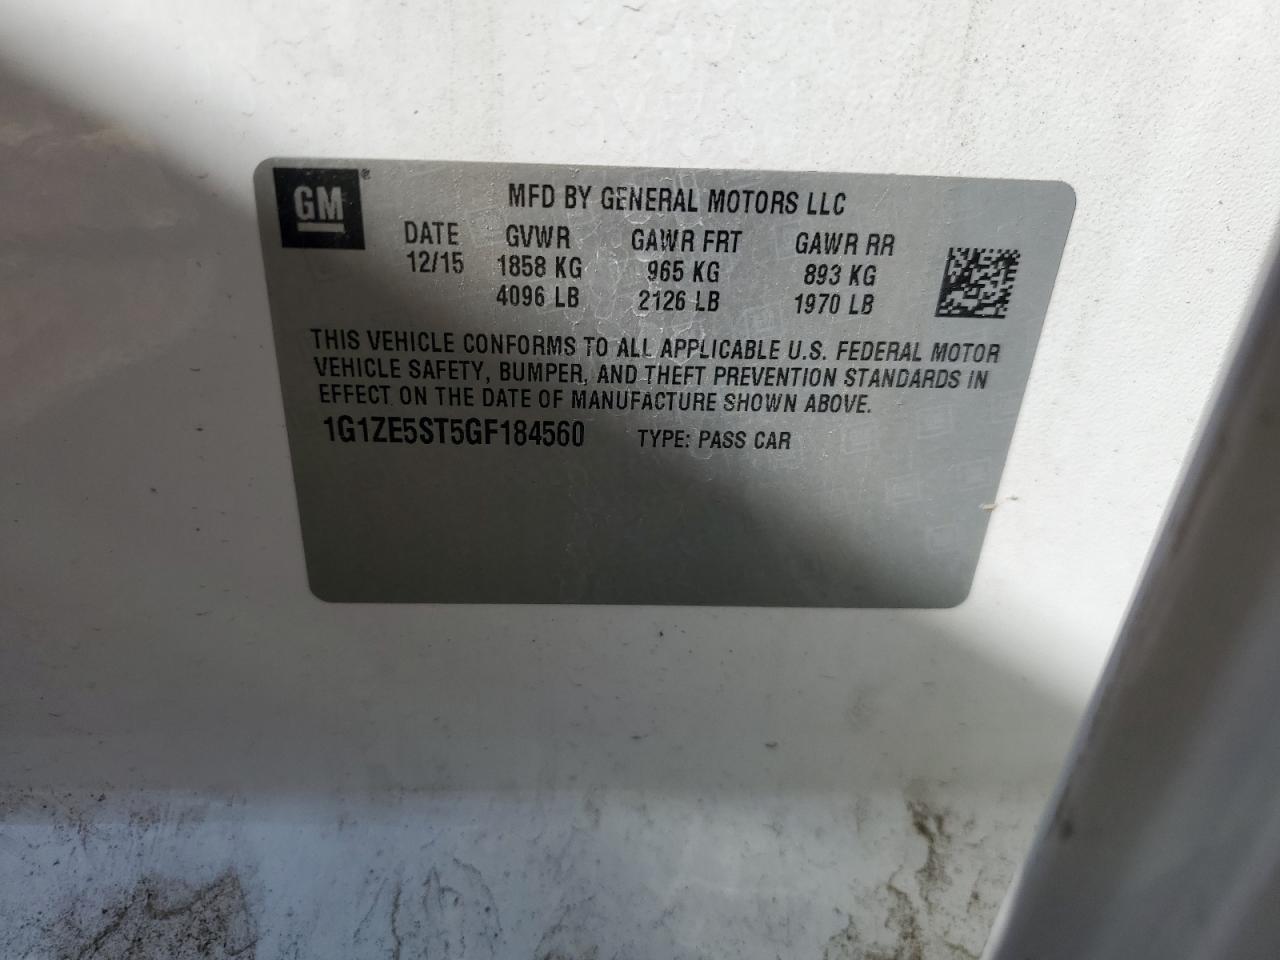 GM®
MFD BY GENERAL MOTORS LLC
DATE GVWR GAWR FRT GAWR RR
12/15 1858 KG 965 KG 893 KG
4096 LB 2126 LB 1970 LB
THIS VEHICLE CONFORMS TO ALL APPLICABLE U.S. FEDERAL MOTOR
VEHICLE SAFETY, BUMPER, AND THEFT PREVENTION STANDARDS IN
EFFECT ON THE DATE OF MANUFACTURE SHOWN ABOVE.
1G1ZE5ST5GF184560 TYPE: PASS CAR